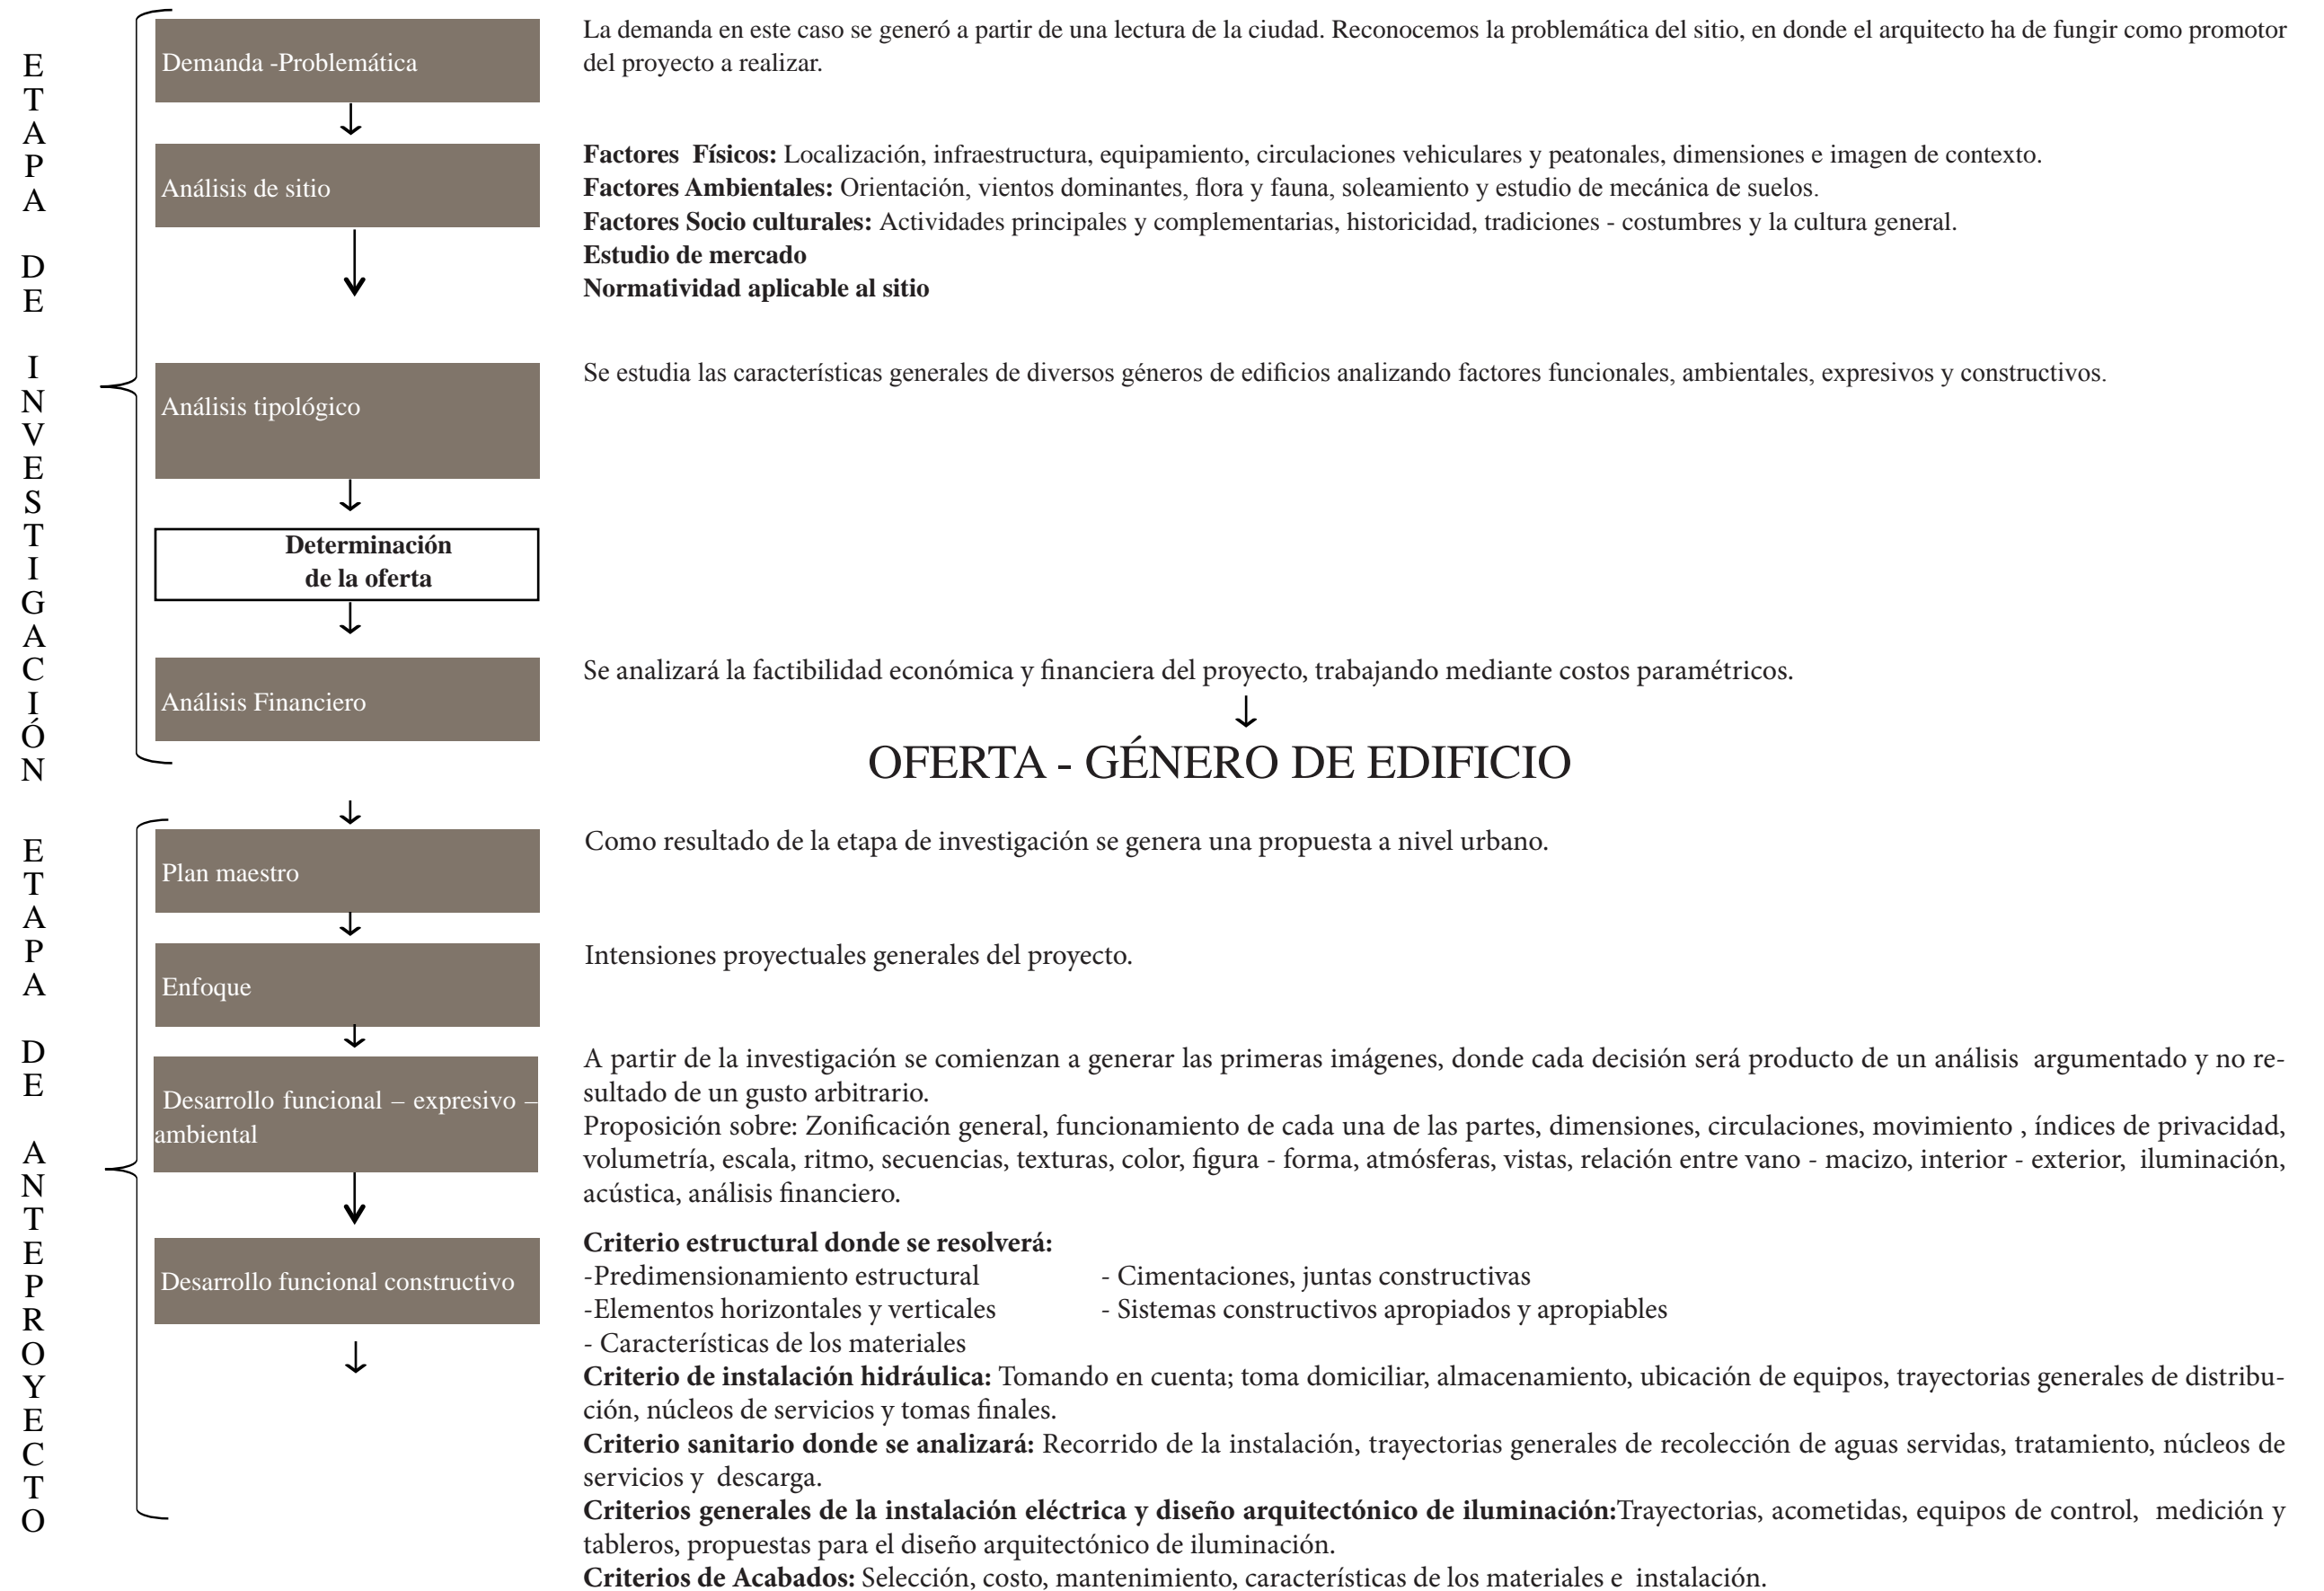 ETAPA DE INVESTIGACIÓN
Demanda -Problemática
La demanda en este caso se generó a partir de una lectura de la ciudad. Reconocemos la problemática del sitio, en donde el arquitecto ha de fungir como promotor
del proyecto a realizar.
Análisis de sitio
Factores Físicos: Localización, infraestructura, equipamiento, circulaciones vehiculares y peatonales, dimensiones e imagen de contexto.
Factores Ambientales: Orientación, vientos dominantes, flora y fauna, soleamiento y estudio de mecánica de suelos.
Factores Socio culturales: Actividades principales y complementarias, historicidad, tradiciones - costumbres y la cultura general.
Estudio de mercado
Normatividad aplicable al sitio
Análisis tipológico
Se estudia las características generales de diversos géneros de edificios analizando factores funcionales, ambientales, expresivos y constructivos.
Determinación
de la oferta
Análisis Financiero
Se analizará la factibilidad económica y financiera del proyecto, trabajando mediante costos paramétricos.
OFERTA - GÉNERO DE EDIFICIO
ETAPA DE ANTEPROYECTO
Plan maestro
Como resultado de la etapa de investigación se genera una propuesta a nivel urbano.
Enfoque
Intensiones proyectuales generales del proyecto.
Desarrollo funcional – expresivo –
ambiental
A partir de la investigación se comienzan a generar las primeras imágenes, donde cada decisión será producto de un análisis argumentado y no re-
sultado de un gusto arbitrario.
Proposición sobre: Zonificación general, funcionamiento de cada una de las partes, dimensiones, circulaciones, movimiento , índices de privacidad,
volumetría, escala, ritmo, secuencias, texturas, color, figura - forma, atmósferas, vistas, relación entre vano - macizo, interior - exterior, iluminación,
acústica, análisis financiero.
Desarrollo funcional constructivo
Criterio estructural donde se resolverá:
-Predimensionamiento estructural - Cimentaciones, juntas constructivas
-Elementos horizontales y verticales - Sistemas constructivos apropiados y apropiables
- Características de los materiales
Criterio de instalación hidráulica: Tomando en cuenta; toma domiciliar, almacenamiento, ubicación de equipos, trayectorias generales de distribu-
ción, núcleos de servicios y tomas finales.
Criterio sanitario donde se analizará: Recorrido de la instalación, trayectorias generales de recolección de aguas servidas, tratamiento, núcleos de
servicios y descarga.
Criterios generales de la instalación eléctrica y diseño arquitectónico de iluminación:Trayectorias, acometidas, equipos de control, medición y
tableros, propuestas para el diseño arquitectónico de iluminación.
Criterios de Acabados: Selección, costo, mantenimiento, características de los materiales e instalación.